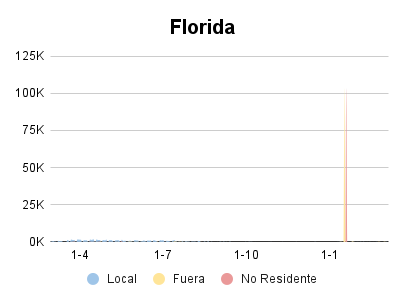 Florida
125K
100K
75K
50K
25K
0K
1-4 1-7 1-10 1-1
Local Fuera No Residente